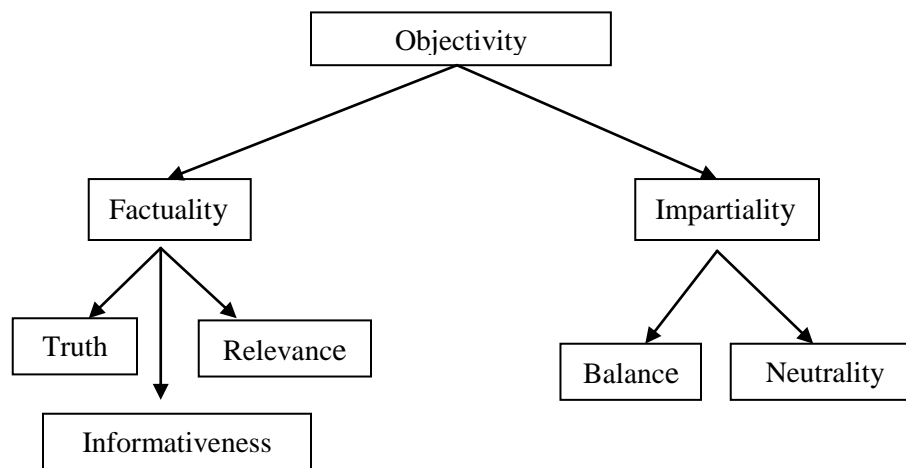 Objectivity
Factuality
Impartiality
Truth
Relevance
Balance
Neutrality
Informativeness